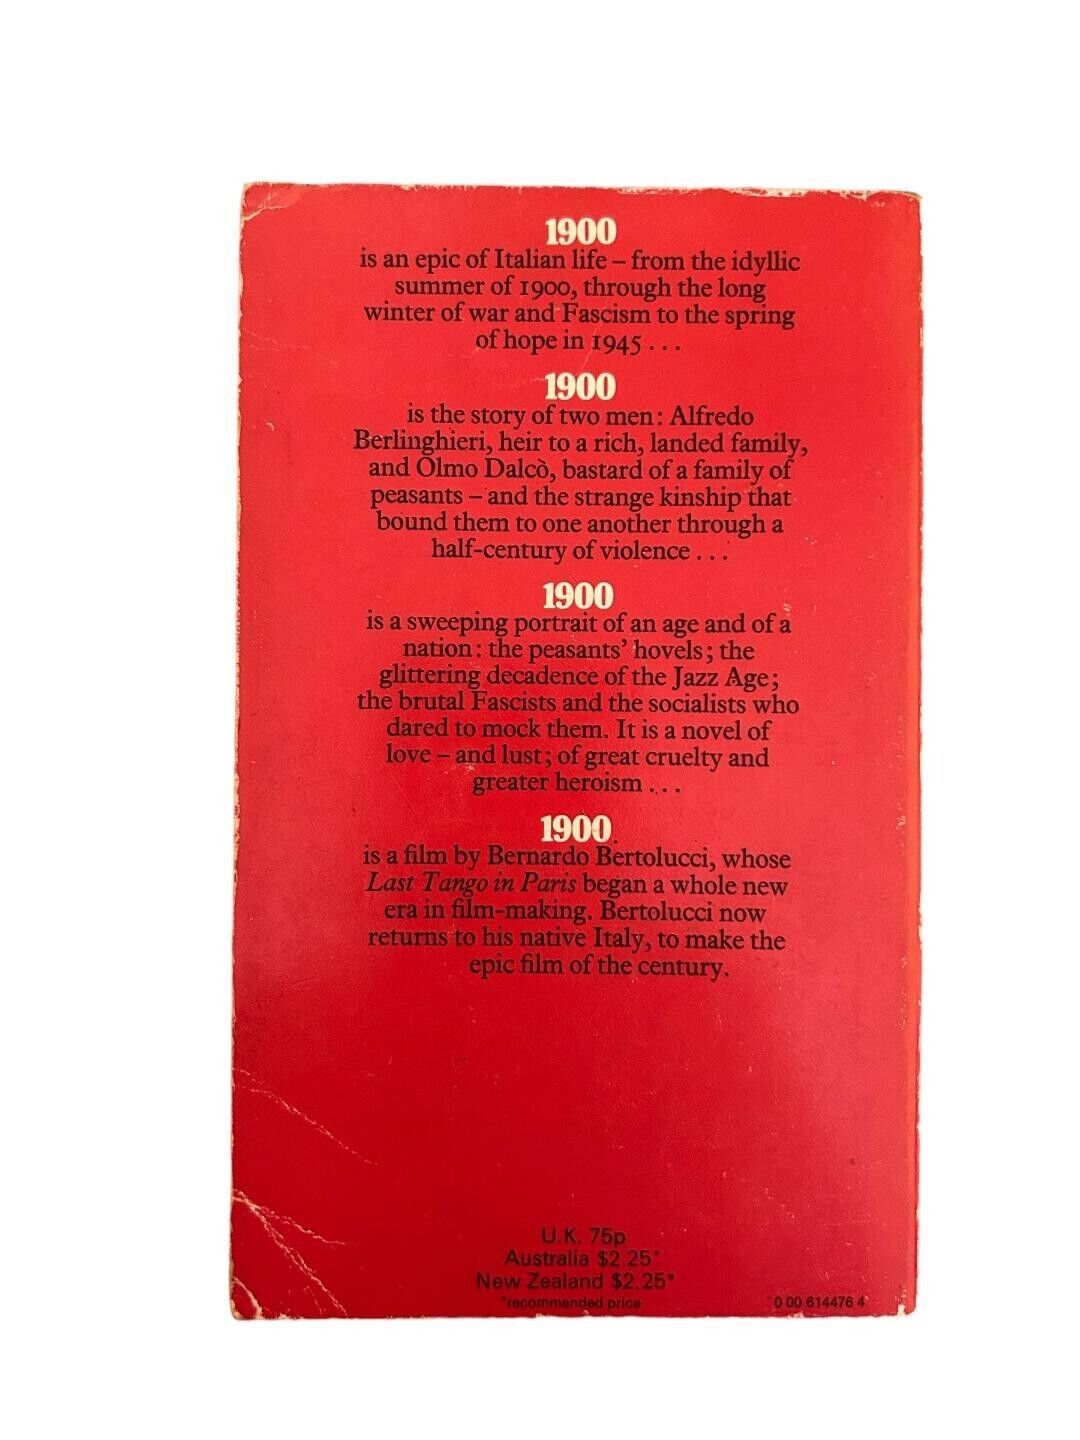 1900
is an epic of Italian life – from the idyllic
summer of 1900, through the long
winter of war and Fascism to the spring
of hope in 1945 . . .
1900
is the story of two men: Alfredo
Berlinghieri, heir to a rich, landed family,
and Olmo Dalcò, bastard of a family of
peasants – and the strange kinship that
bound them to one another through a
half-century of violence . . .
1900
is a sweeping portrait of an age and of a
nation: the peasants' hovels; the
glittering decadence of the Jazz Age;
the brutal Fascists and the socialists who
dared to mock them. It is a novel of
love – and lust; of great cruelty and
greater heroism . . .
1900
is a film by Bernardo Bertolucci, whose
Last Tango in Paris began a whole new
era in film-making. Bertolucci now
returns to his native Italy, to make the
epic film of the century.
U.K. 75p
Australia $2.25*
New Zealand $2.25*
*recommended price
0 00 614476 4